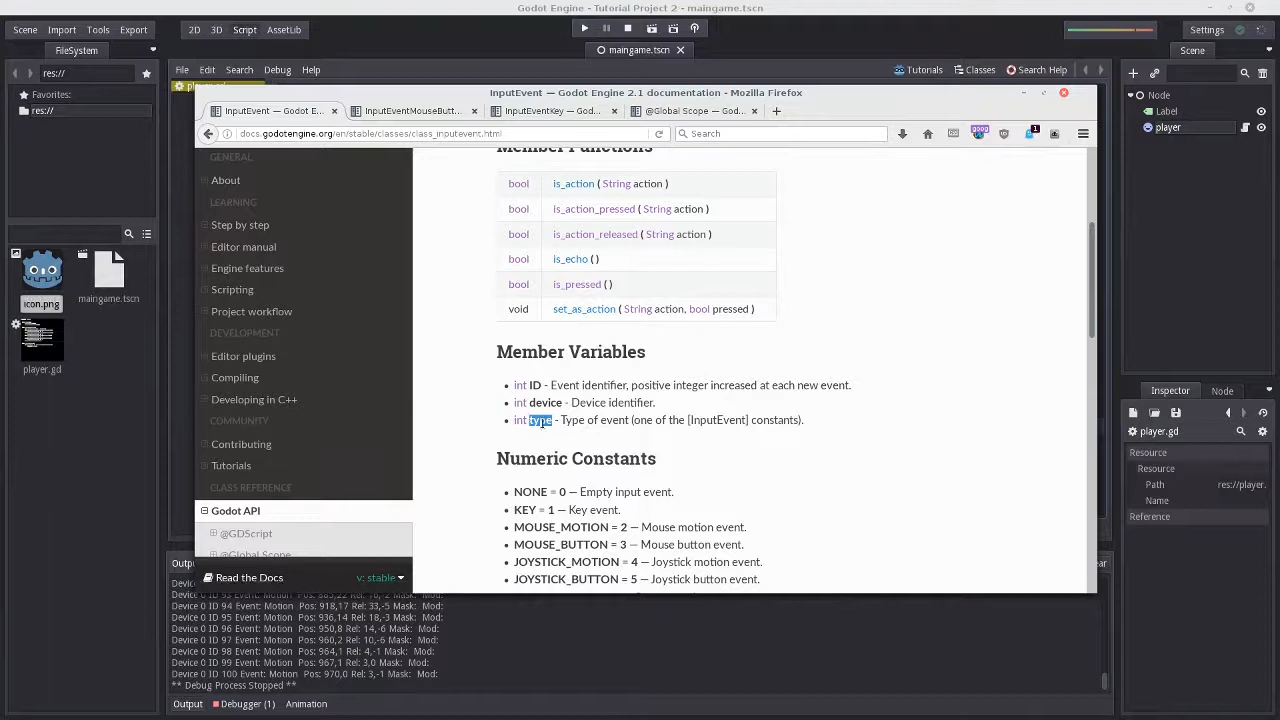 Godot Engine - Tutorial Project 2 - maingame.tscn
Scene Import Tools Export 2D 3D Script AssetLib Settings
FileSystem maingame.tscn Scene
res:// File Edit Search Debug Help Tutorials Classes Search Help
Favorites:
res://
icon.png
maingame.tscn
player.gd
InputEvent — Godot Engine 2.1 documentation - Mozilla Firefox
InputEvent — Godot E... InputEventMouseButt... InputEventKey — God... @Global Scope — God...
docs.godotengine.org/en/stable/classes/class_inputevent.html Search goog 1
GENERAL
About
LEARNING
Step by step
Editor manual
Engine features
Scripting
Project workflow
DEVELOPMENT
Editor plugins
Compiling
Developing in C++
COMMUNITY
Contributing
Tutorials
CLASS REFERENCE
Godot API
@GDScript
@Global Scope
Read the Docs v: stable
Member Functions
bool is_action ( String action )
bool is_action_pressed ( String action )
bool is_action_released ( String action )
bool is_echo ( )
bool is_pressed ( )
void set_as_action ( String action, bool pressed )
Member Variables
• int ID - Event identifier, positive integer increased at each new event.
• int device - Device identifier.
• int type - Type of event (one of the [InputEvent] constants).
Numeric Constants
• NONE = 0 — Empty input event.
• KEY = 1 — Key event.
• MOUSE_MOTION = 2 — Mouse motion event.
• MOUSE_BUTTON = 3 — Mouse button event.
• JOYSTICK_MOTION = 4 — Joystick motion event.
• JOYSTICK_BUTTON = 5 — Joystick button event.
Node
Label
player
Inspector
player.gd
Resource
Resource
Path res://player.
Name
Reference
Device 0 ID 94 Event: Motion Pos: 918,17 Rel: 33,-5 Mask: Mod:
Device 0 ID 95 Event: Motion Pos: 936,14 Rel: 18,-3 Mask: Mod:
Device 0 ID 96 Event: Motion Pos: 950,8 Rel: 14,-6 Mask: Mod:
Device 0 ID 97 Event: Motion Pos: 960,2 Rel: 10,-6 Mask: Mod:
Device 0 ID 98 Event: Motion Pos: 964,1 Rel: 4,-1 Mask: Mod:
Device 0 ID 99 Event: Motion Pos: 967,1 Rel: 3,0 Mask: Mod:
Device 0 ID 100 Event: Motion Pos: 970,0 Rel: 3,-1 Mask: Mod:
** Debug Process Stopped **
Output Debugger (1) Animation